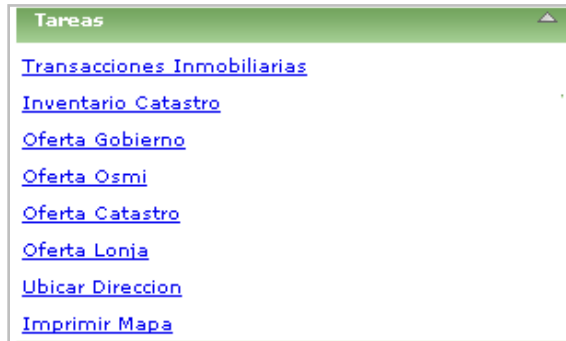 Tareas
Transacciones Inmobiliarias
Inventario Catastro
Oferta Gobierno
Oferta Osmi
Oferta Catastro
Oferta Lonja
Ubicar Direccion
Imprimir Mapa